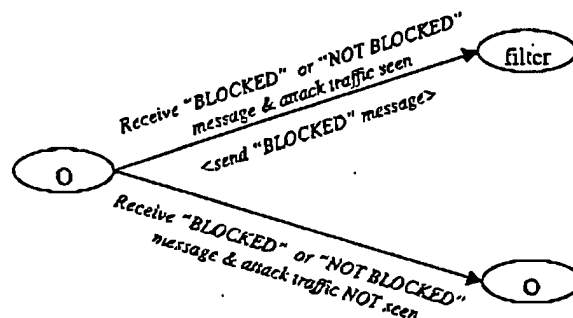 Receive "BLOCKED" or "NOT BLOCKED"
message & attack traffic seen
filter
<send "BLOCKED" message>
O
Receive "BLOCKED" or "NOT BLOCKED"
message & attack traffic NOT seen
O